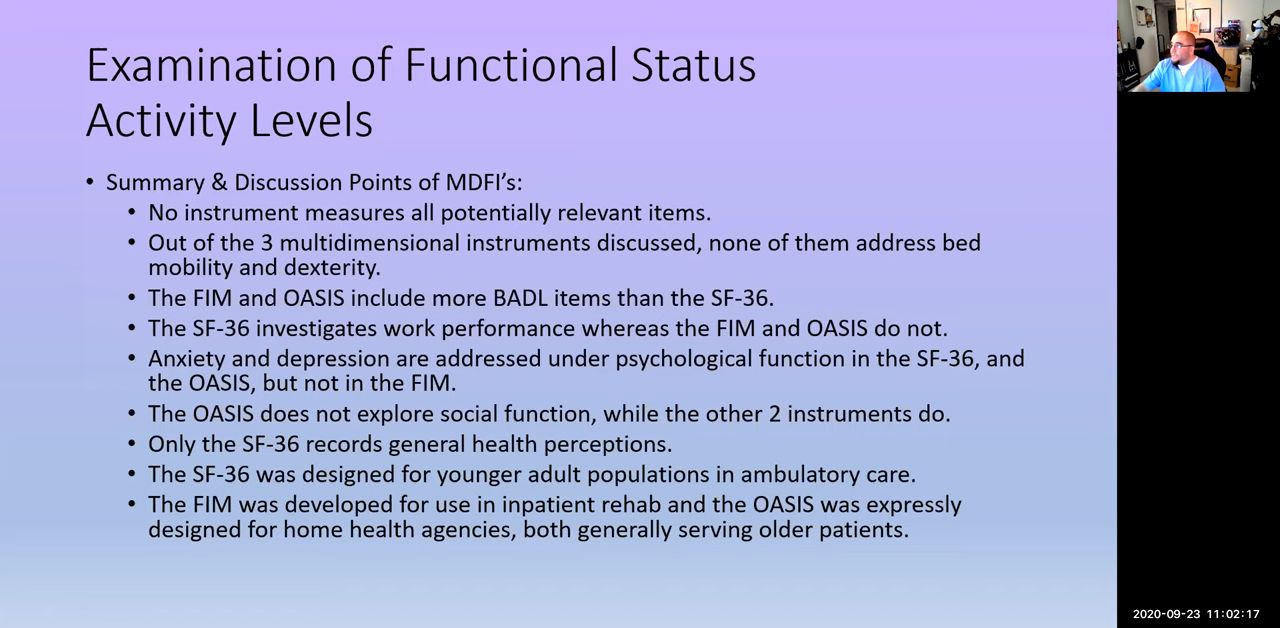 Examination of Functional Status
Activity Levels
• Summary & Discussion Points of MDFI's:
• No instrument measures all potentially relevant items.
• Out of the 3 multidimensional instruments discussed, none of them address bed
mobility and dexterity.
• The FIM and OASIS include more BADL items than the SF-36.
• The SF-36 investigates work performance whereas the FIM and OASIS do not.
• Anxiety and depression are addressed under psychological function in the SF-36, and
the OASIS, but not in the FIM.
• The OASIS does not explore social function, while the other 2 instruments do.
• Only the SF-36 records general health perceptions.
• The SF-36 was designed for younger adult populations in ambulatory care.
• The FIM was developed for use in inpatient rehab and the OASIS was expressly
designed for home health agencies, both generally serving older patients.
2020-09-23 11:02:17